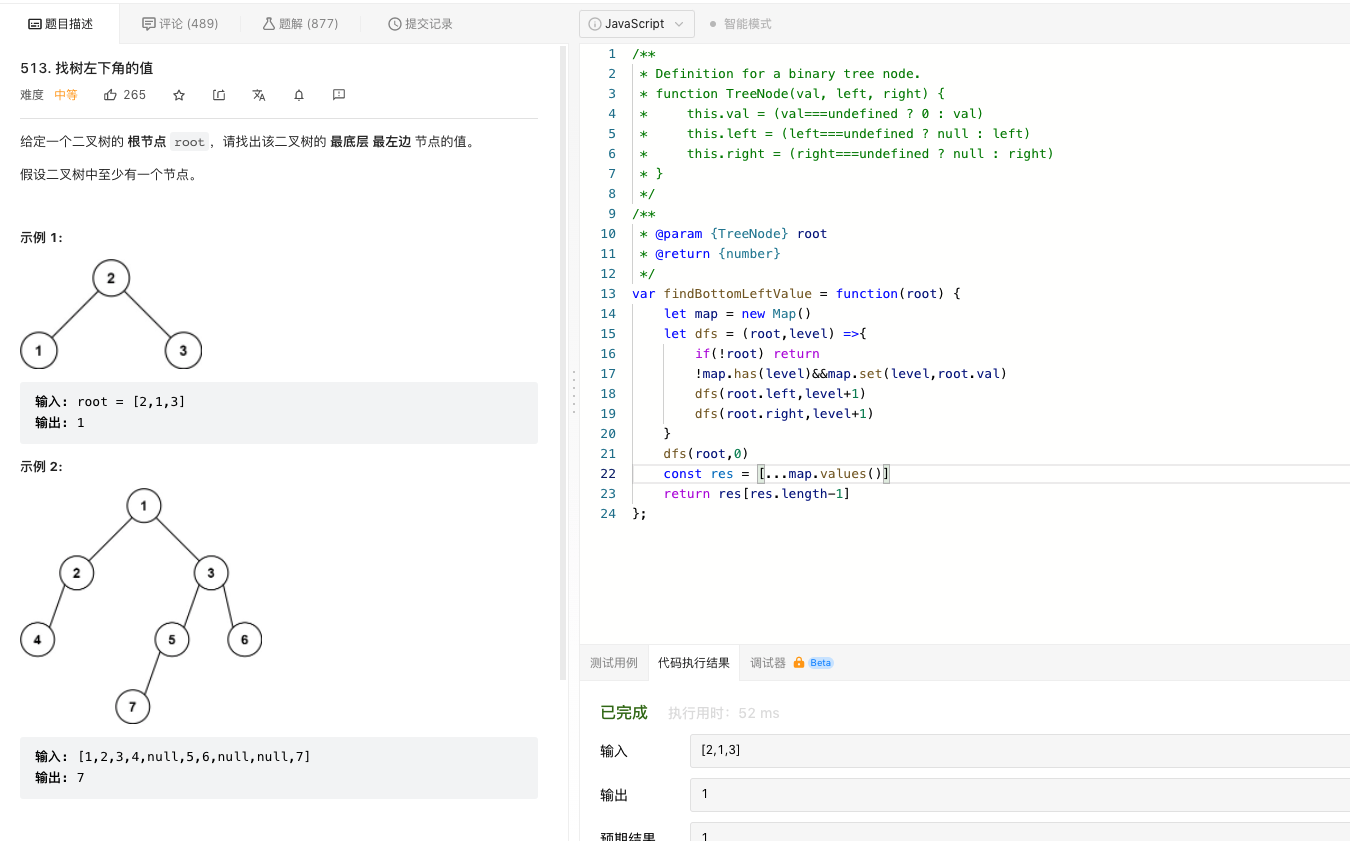 题目描述
评论 (489)
题解 (877)
提交记录
513. 找树左下角的值
难度 中等 265
给定一个二叉树的 根节点 root，请找出该二叉树的 最底层 最左边 节点的值。
假设二叉树中至少有一个节点。
示例 1:
2
1 3
输入: root = [2,1,3]
输出: 1
示例 2:
1
2 3
4 5 6
7
输入: [1,2,3,4,null,5,6,null,null,7]
输出: 7
JavaScript
智能模式
1 /**
2 * Definition for a binary tree node.
3 * function TreeNode(val, left, right) {
4 *     this.val = (val===undefined ? 0 : val)
5 *     this.left = (left===undefined ? null : left)
6 *     this.right = (right===undefined ? null : right)
7 * }
8 */
9 /**
10 * @param {TreeNode} root
11 * @return {number}
12 */
13 var findBottomLeftValue = function(root) {
14     let map = new Map()
15     let dfs = (root,level) =>{
16         if(!root) return
17         !map.has(level)&&map.set(level,root.val)
18         dfs(root.left,level+1)
19         dfs(root.right,level+1)
20     }
21     dfs(root,0)
22     const res = [...map.values()]
23     return res[res.length-1]
24 };
测试用例
代码执行结果
调试器 Beta
已完成 执行用时: 52 ms
输入 [2,1,3]
输出 1
预期结果 1